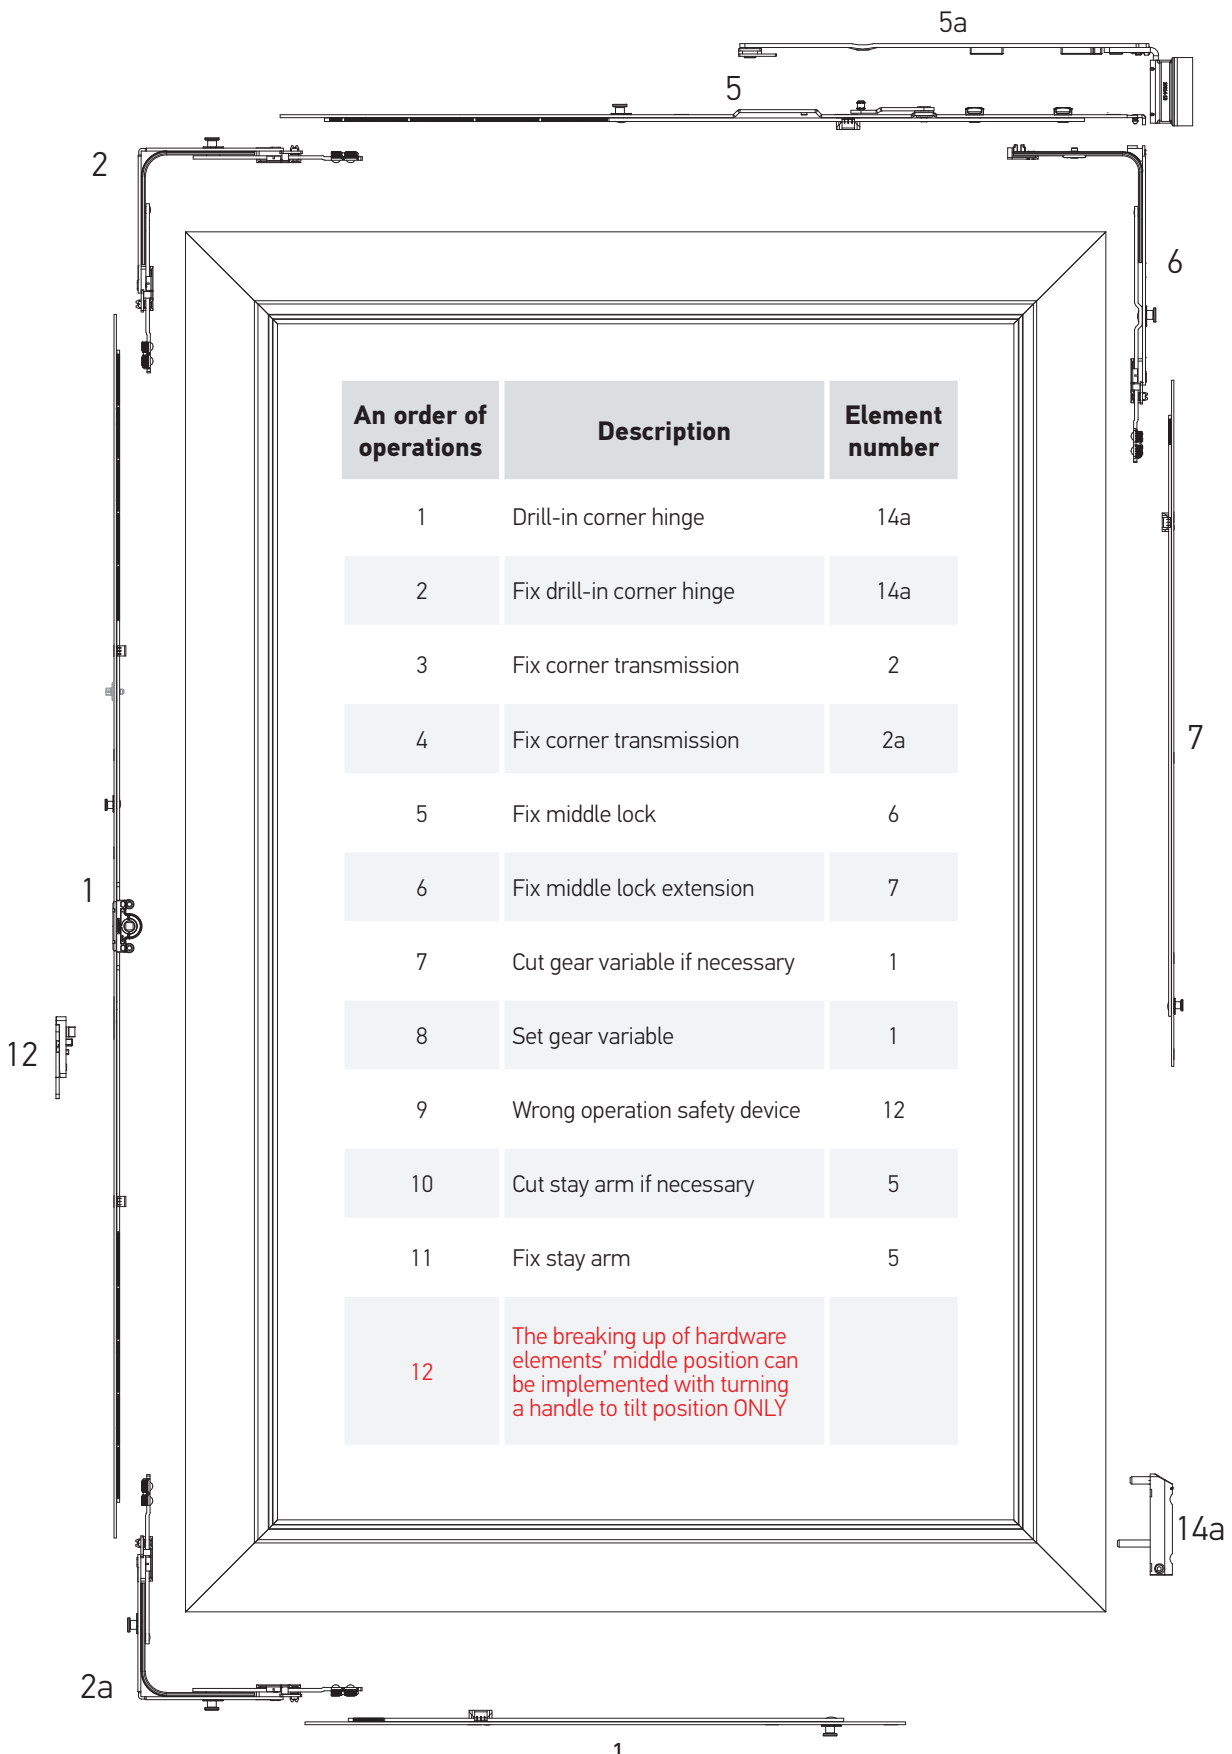 5a
5
2
6
An order of operations Description Element number
1 Drill-in corner hinge 14a
2 Fix drill-in corner hinge 14a
3 Fix corner transmission 2
4 Fix corner transmission 2a
5 Fix middle lock 6
6 Fix middle lock extension 7
7 Cut gear variable if necessary 1
8 Set gear variable 1
9 Wrong operation safety device 12
10 Cut stay arm if necessary 5
11 Fix stay arm 5
12 The breaking up of hardware
elements’ middle position can
be implemented with turning
a handle to tilt position ONLY
7
1
12
14a
2a
1